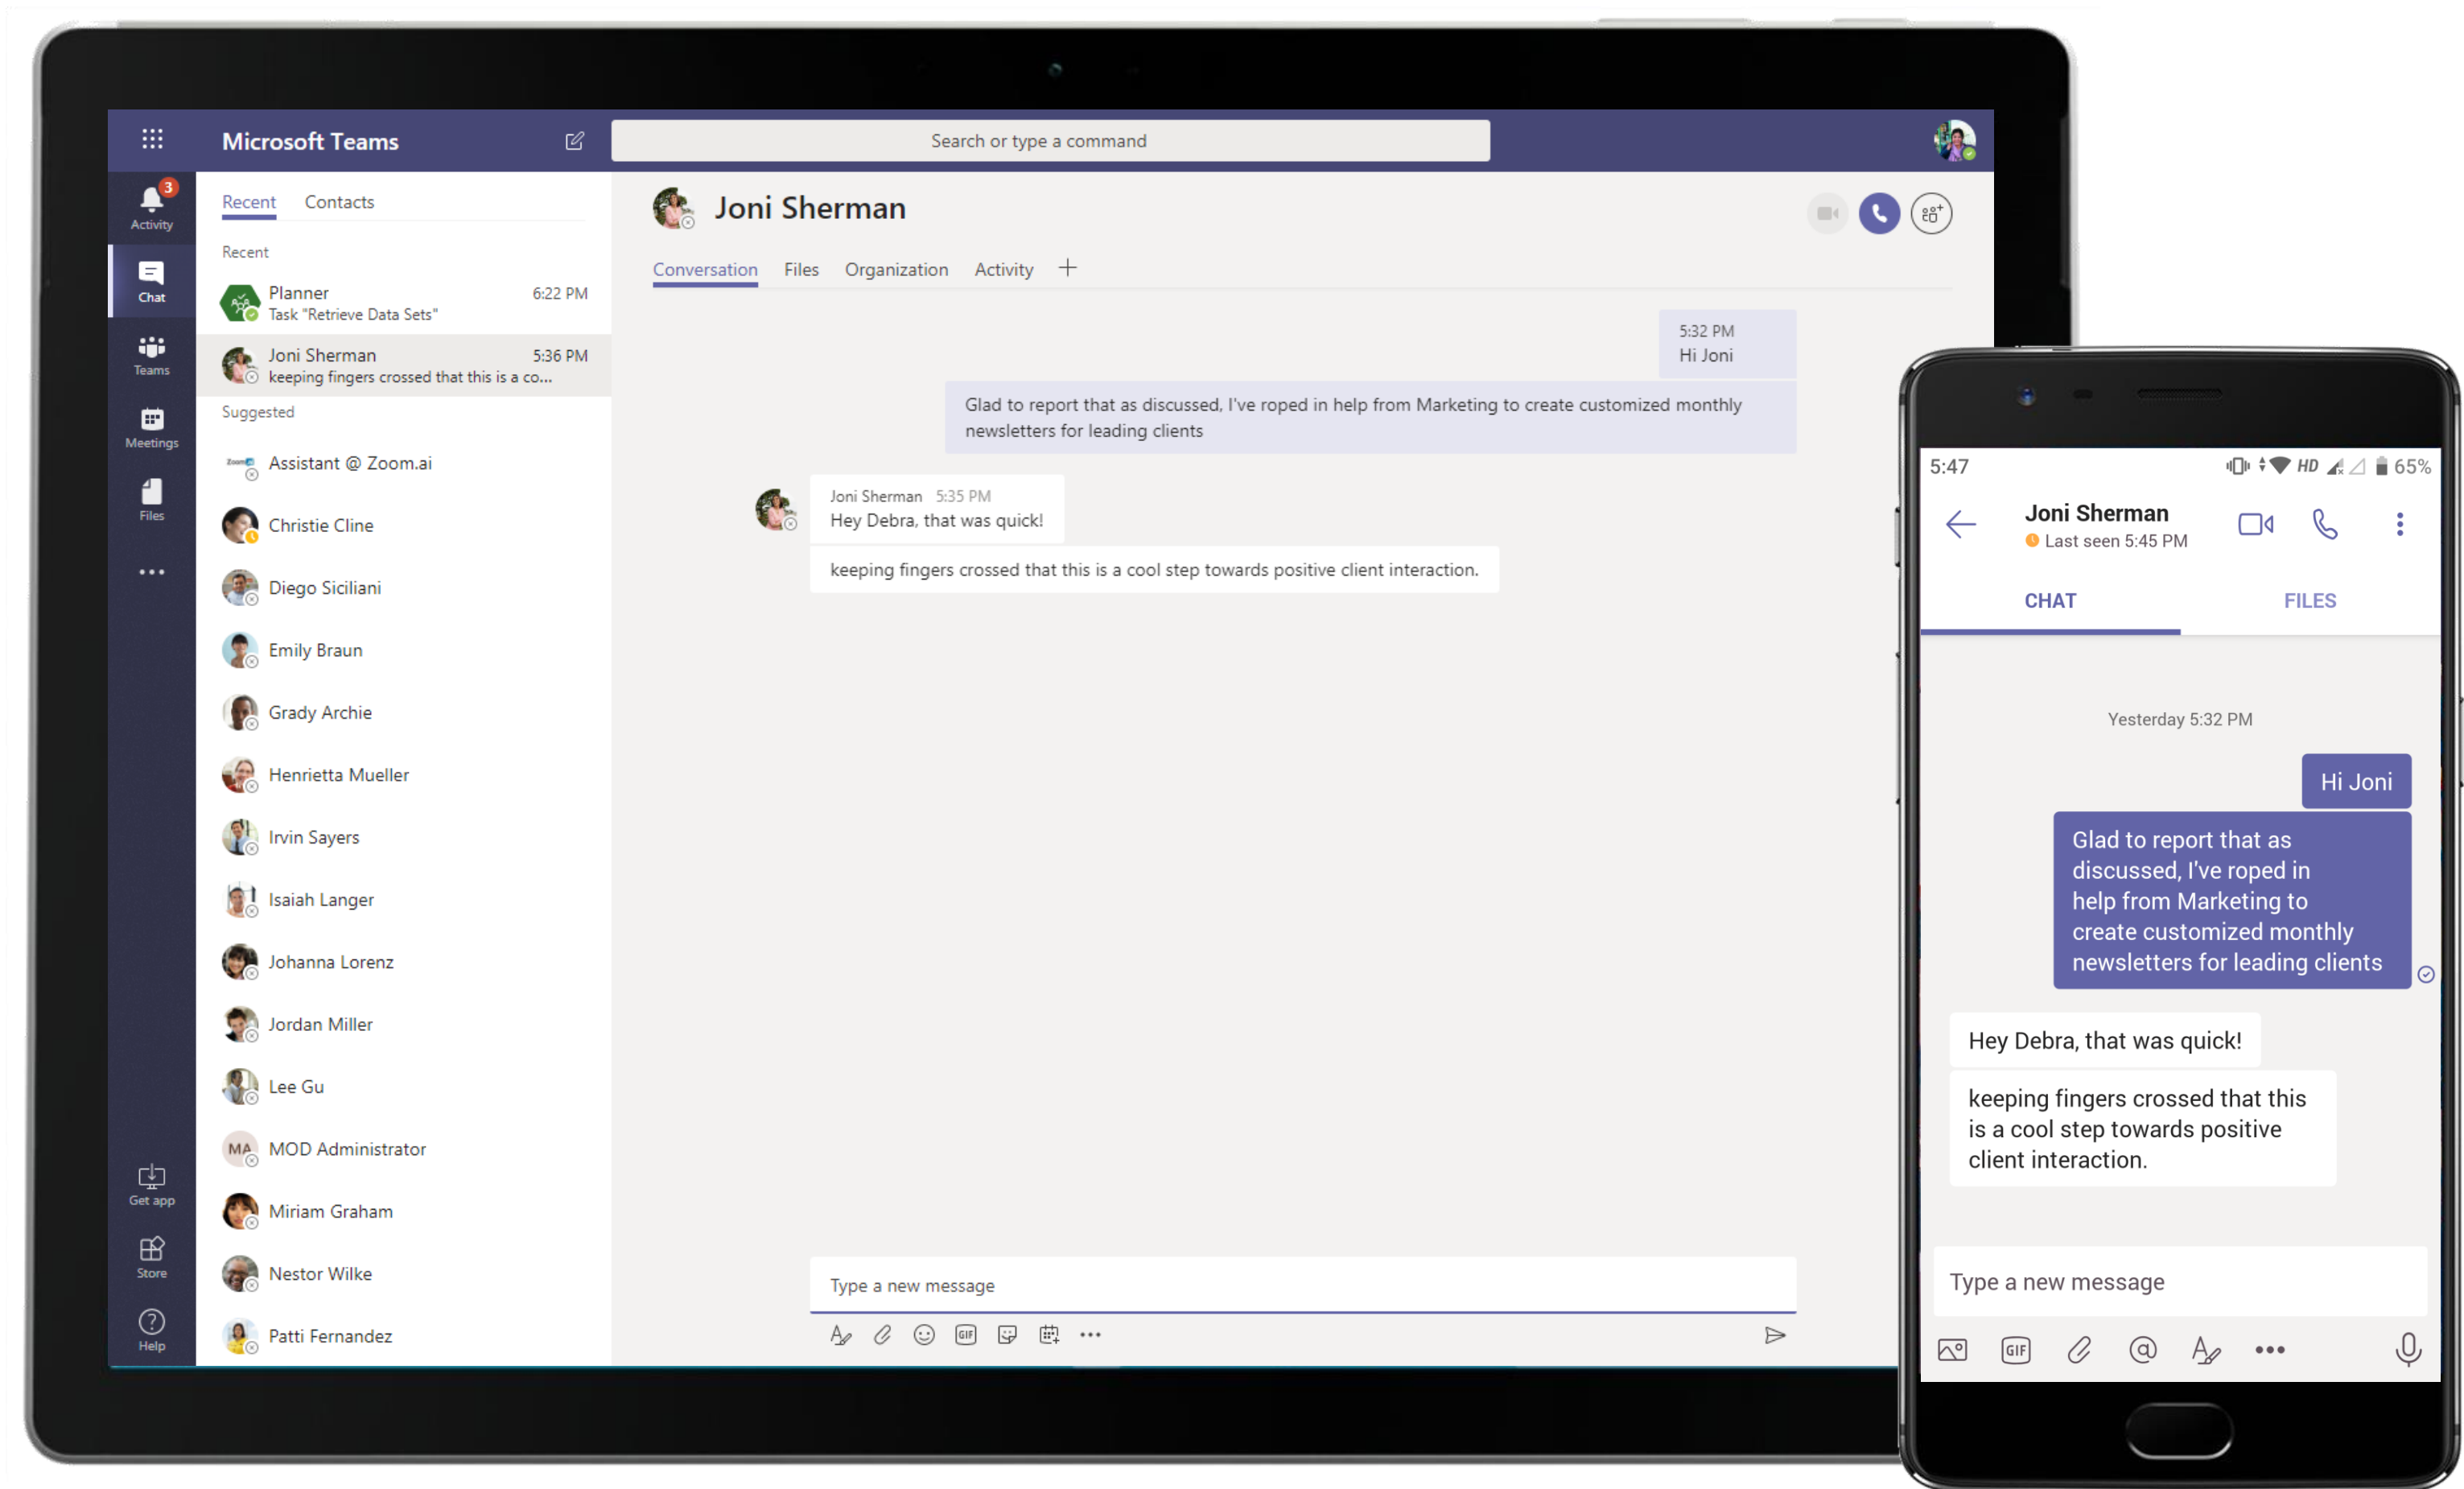 Microsoft Teams
Search or type a command
3
Activity
Chat
Teams
Meetings
Files
Get app
Store
Help
Recent Contacts
Recent
Planner 6:22 PM
Task "Retrieve Data Sets"
Joni Sherman 5:36 PM
keeping fingers crossed that this is a co...
Suggested
Zoom Assistant @ Zoom.ai
Christie Cline
Diego Siciliani
Emily Braun
Grady Archie
Henrietta Mueller
Irvin Sayers
Isaiah Langer
Johanna Lorenz
Jordan Miller
Lee Gu
MA MOD Administrator
Miriam Graham
Nestor Wilke
Patti Fernandez
Joni Sherman
Conversation Files Organization Activity
5:32 PM
Hi Joni
Glad to report that as discussed, I've roped in help from Marketing to create customized monthly
newsletters for leading clients
Joni Sherman 5:35 PM
Hey Debra, that was quick!
keeping fingers crossed that this is a cool step towards positive client interaction.
Type a new message
GIF
5:47 HD 65%
Joni Sherman
Last seen 5:45 PM
CHAT FILES
Yesterday 5:32 PM
Hi Joni
Glad to report that as
discussed, I've roped in
help from Marketing to
create customized monthly
newsletters for leading clients
Hey Debra, that was quick!
keeping fingers crossed that this
is a cool step towards positive
client interaction.
Type a new message
GIF